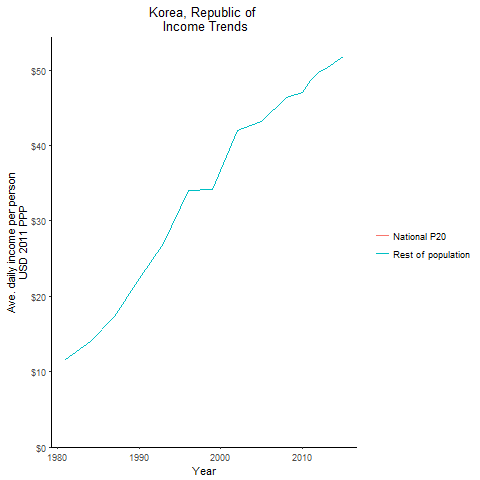 Korea, Republic of
Income Trends
Ave. daily income per person
USD 2011 PPP
$50
$40
$30
$20
$10
$0
1980
1990
2000
2010
Year
National P20
Rest of population